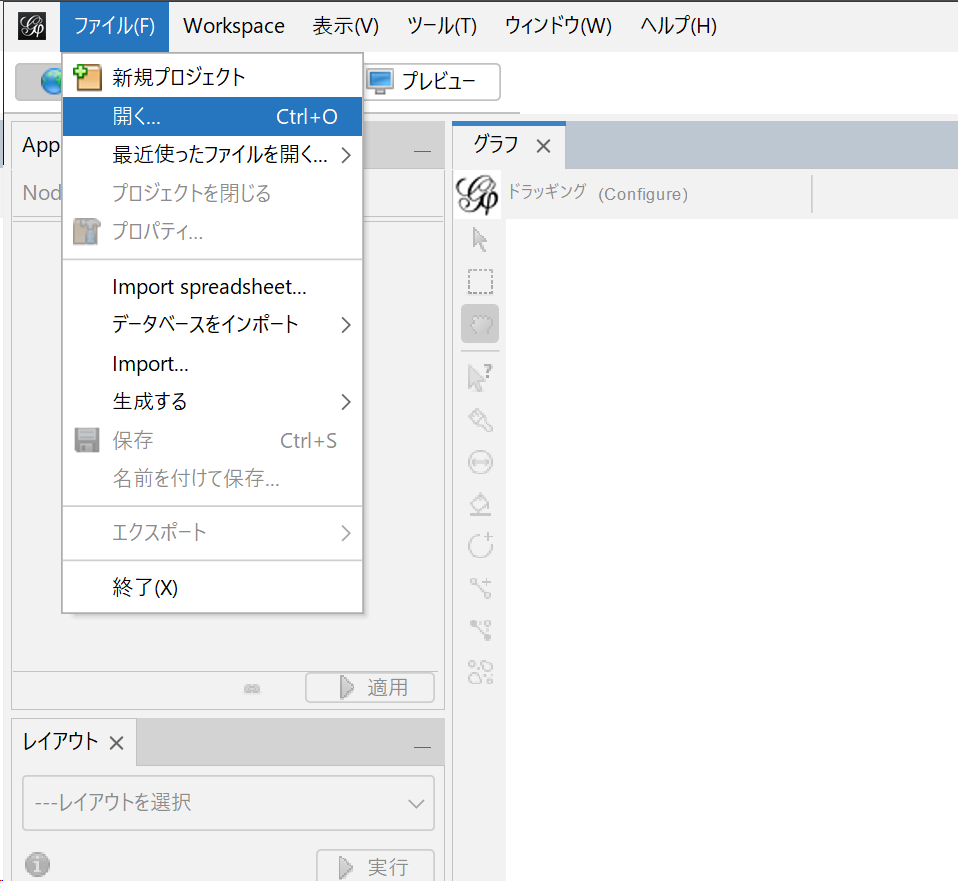 ファイル(F) Workspace 表示(V) ツール(T) ウィンドウ(W) ヘルプ(H)
新規プロジェクト
プレビュー
開く... Ctrl+O
最近使ったファイルを開く...
プロジェクトを閉じる
プロパティ...
Import spreadsheet...
データベースをインポート
Import...
生成する
保存 Ctrl+S
名前を付けて保存...
エクスポート
終了(X)
App
Nod
適用
レイアウト
---レイアウトを選択
実行
グラフ
ドラッギング (Configure)